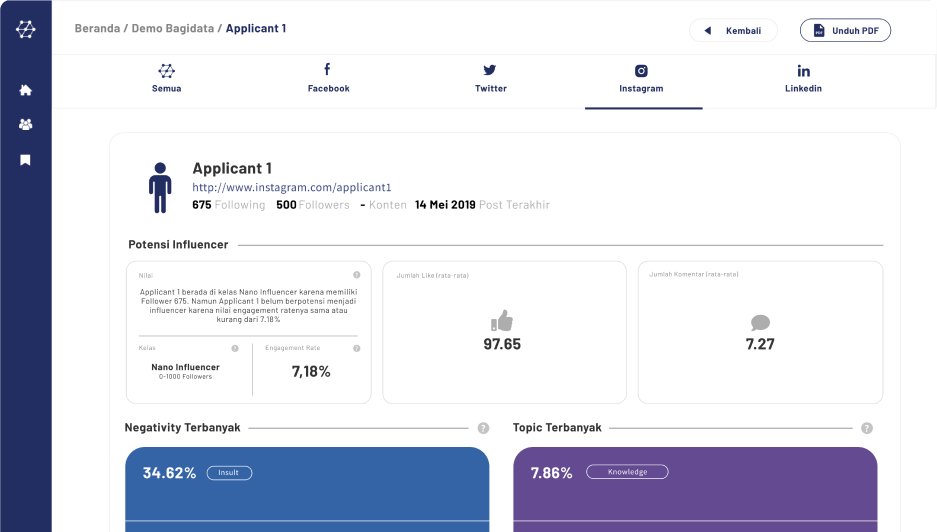 Beranda / Demo Bagidata / Applicant 1
Kembali
PDF
Unduh PDF
Semua
Facebook
Twitter
Instagram
Linkedin
Applicant 1
http://www.instagram.com/applicant1
675 Following 500 Followers - Konten 14 Mei 2019 Post Terakhir
Potensi Influencer
Nilai
?
Applicant 1 berada di kelas Nano Influencer karena memiliki
Follower 675. Namun Applicant 1 belum berpotensi menjadi
influencer karena nilai engagement ratenya sama atau
kurang dari 7.18%
Kelas
?
Nano Influencer
0-1000 Followers
Engagement Rate
?
7,18%
Jumlah Like (rata-rata)
97.65
Jumlah Komentar (rata-rata)
7.27
Negativity Terbanyak
?
34.62% Insult
Topic Terbanyak
?
7.86% Knowledge